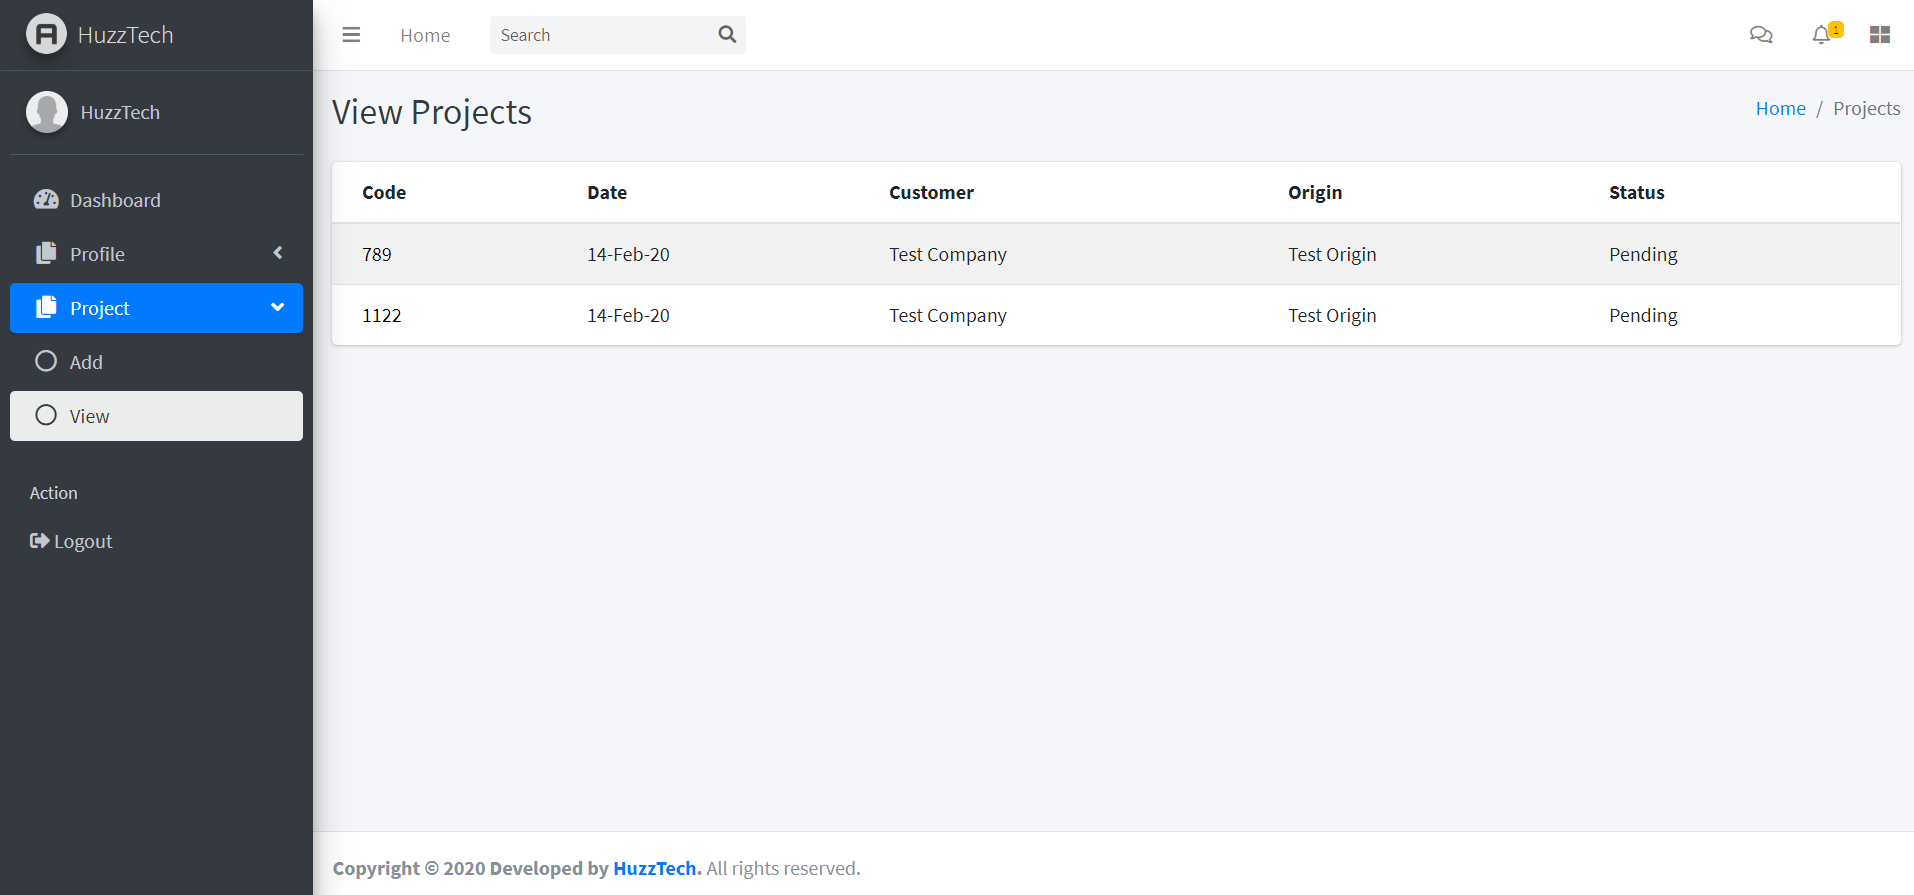 HuzzTech
Home
Search
1
HuzzTech
Dashboard
Profile
Project
Add
View
Action
Logout
View Projects
Home / Projects
Code Date Customer Origin Status
789 14-Feb-20 Test Company Test Origin Pending
1122 14-Feb-20 Test Company Test Origin Pending
Copyright © 2020 Developed by HuzzTech. All rights reserved.